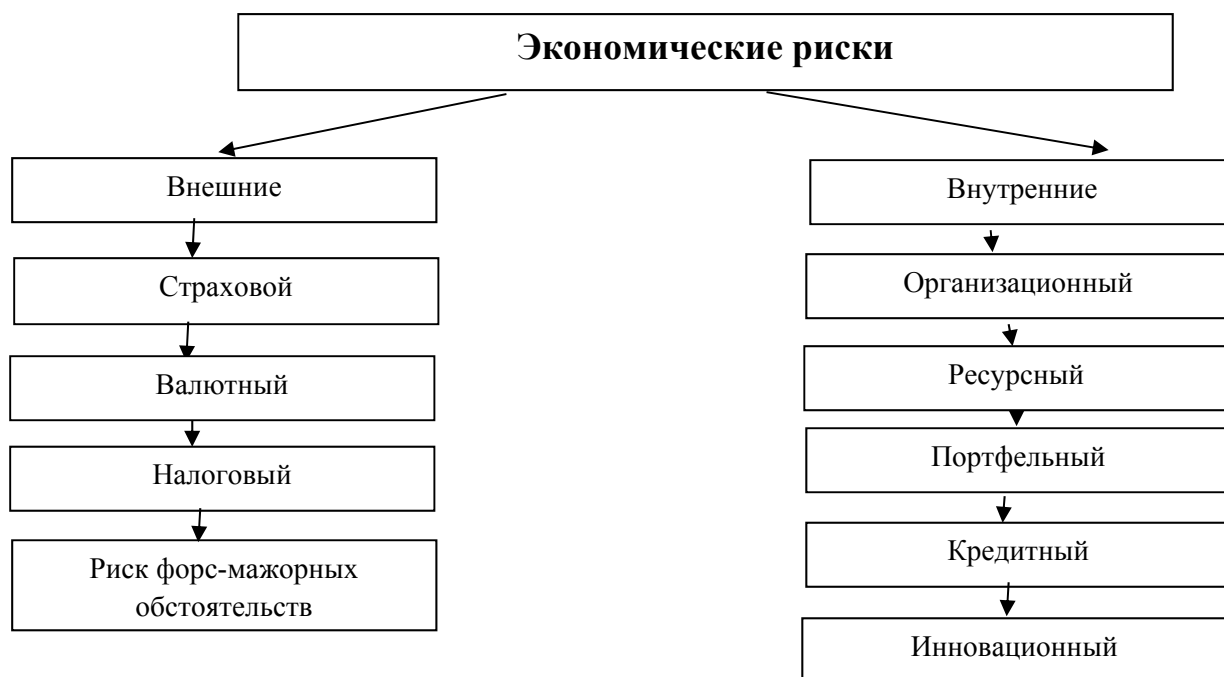 Экономические риски
Внешние
Страховой
Валютный
Налоговый
Риск форс-мажорных
обстоятельств
Внутренние
Организационный
Ресурсный
Портфельный
Кредитный
Инновационный